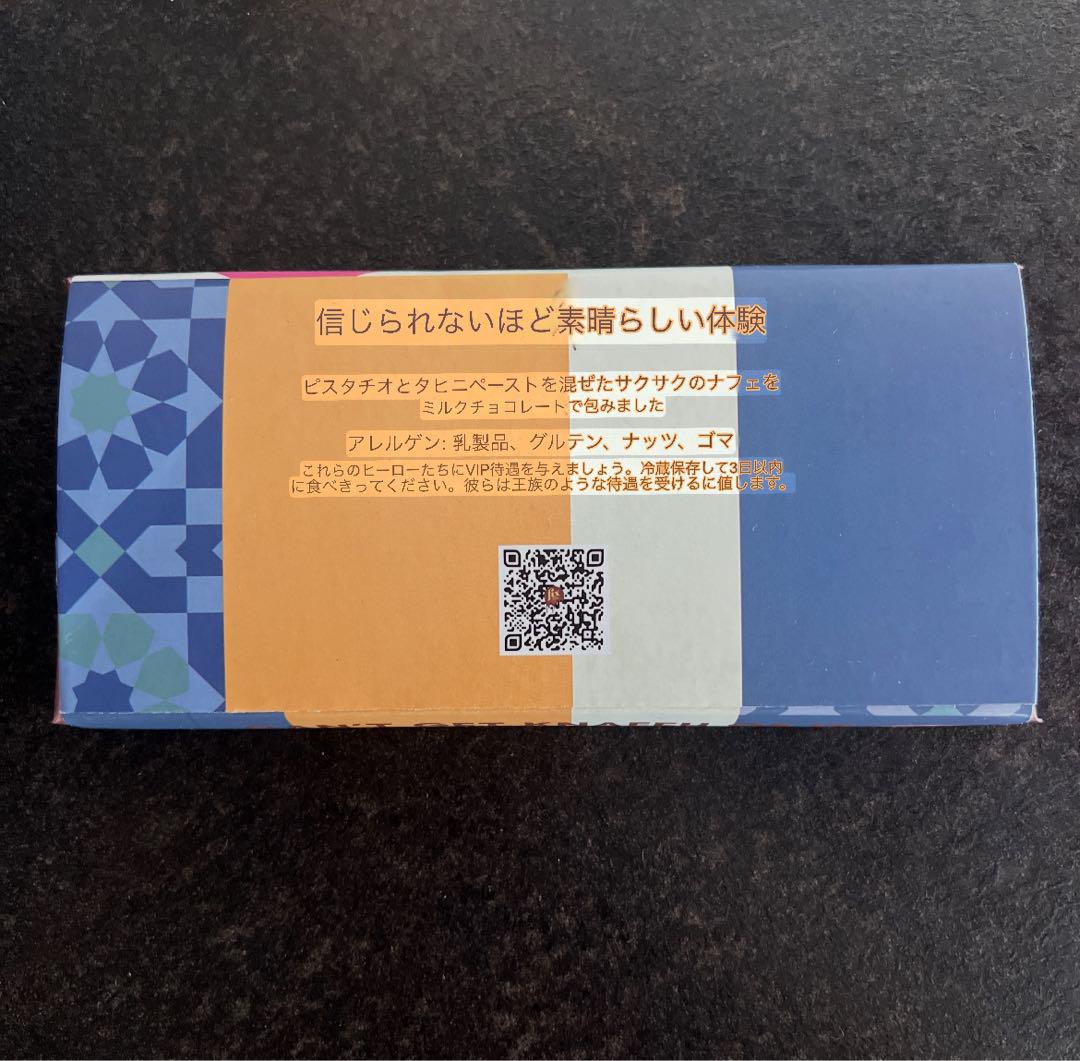 信じられないほど素晴らしい体験
ピスタチオとタヒニペーストを混ぜたサクサクのナフェを
ミルクチョコレートで包みました
アレルゲン: 乳製品、グルテン、ナッツ、ゴマ
これらのヒーローたちにVIP待遇を与えましょう。冷蔵保存して3日以内
に食べきってください。彼らは王族のような待遇を受けるに値します。
GET KNAFEH